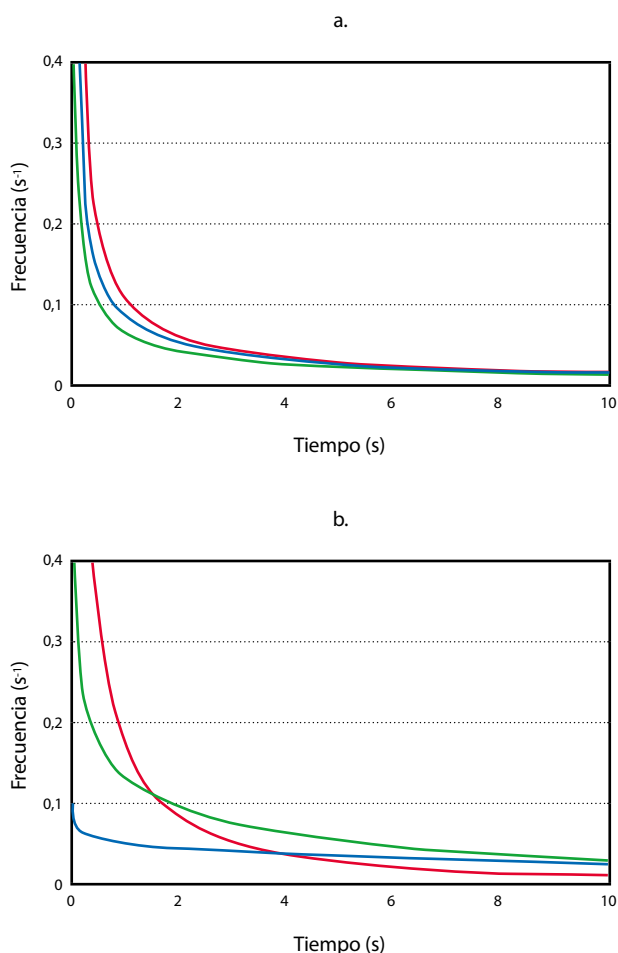 a.
0,4
0,3
0,2
0,1
0
Frecuencia (s-1)
0 2 4 6 8 10
Tiempo (s)
b.
0,4
0,3
0,2
0,1
0
Frecuencia (s-1)
0 2 4 6 8 10
Tiempo (s)